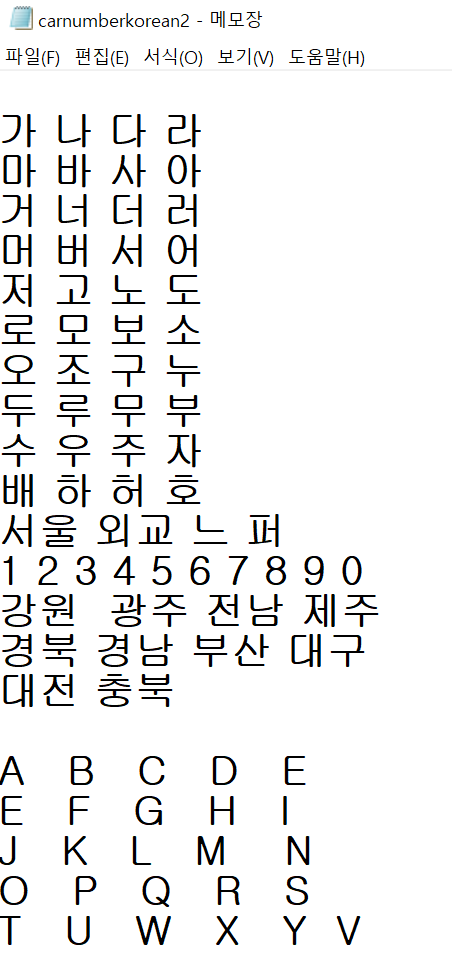 carnumberkorean2 - 메모장
파일(F) 편집(E) 서식(O) 보기(V) 도움말(H)
가 나 다 라
마 바 사 아
거 너 더 러
머 버 서 어
저 고 노 도
로 모 보 소
오 조 구 누
두 루 무 부
수 우 주 자
배 하 허 호
서울 외교 느 퍼
1 2 3 4 5 6 7 8 9 0
강원 광주 전남 제주
경북 경남 부산 대구
대전 충북
A B C D E
E F G H I
J K L M N
O P Q R S
T U W X Y V